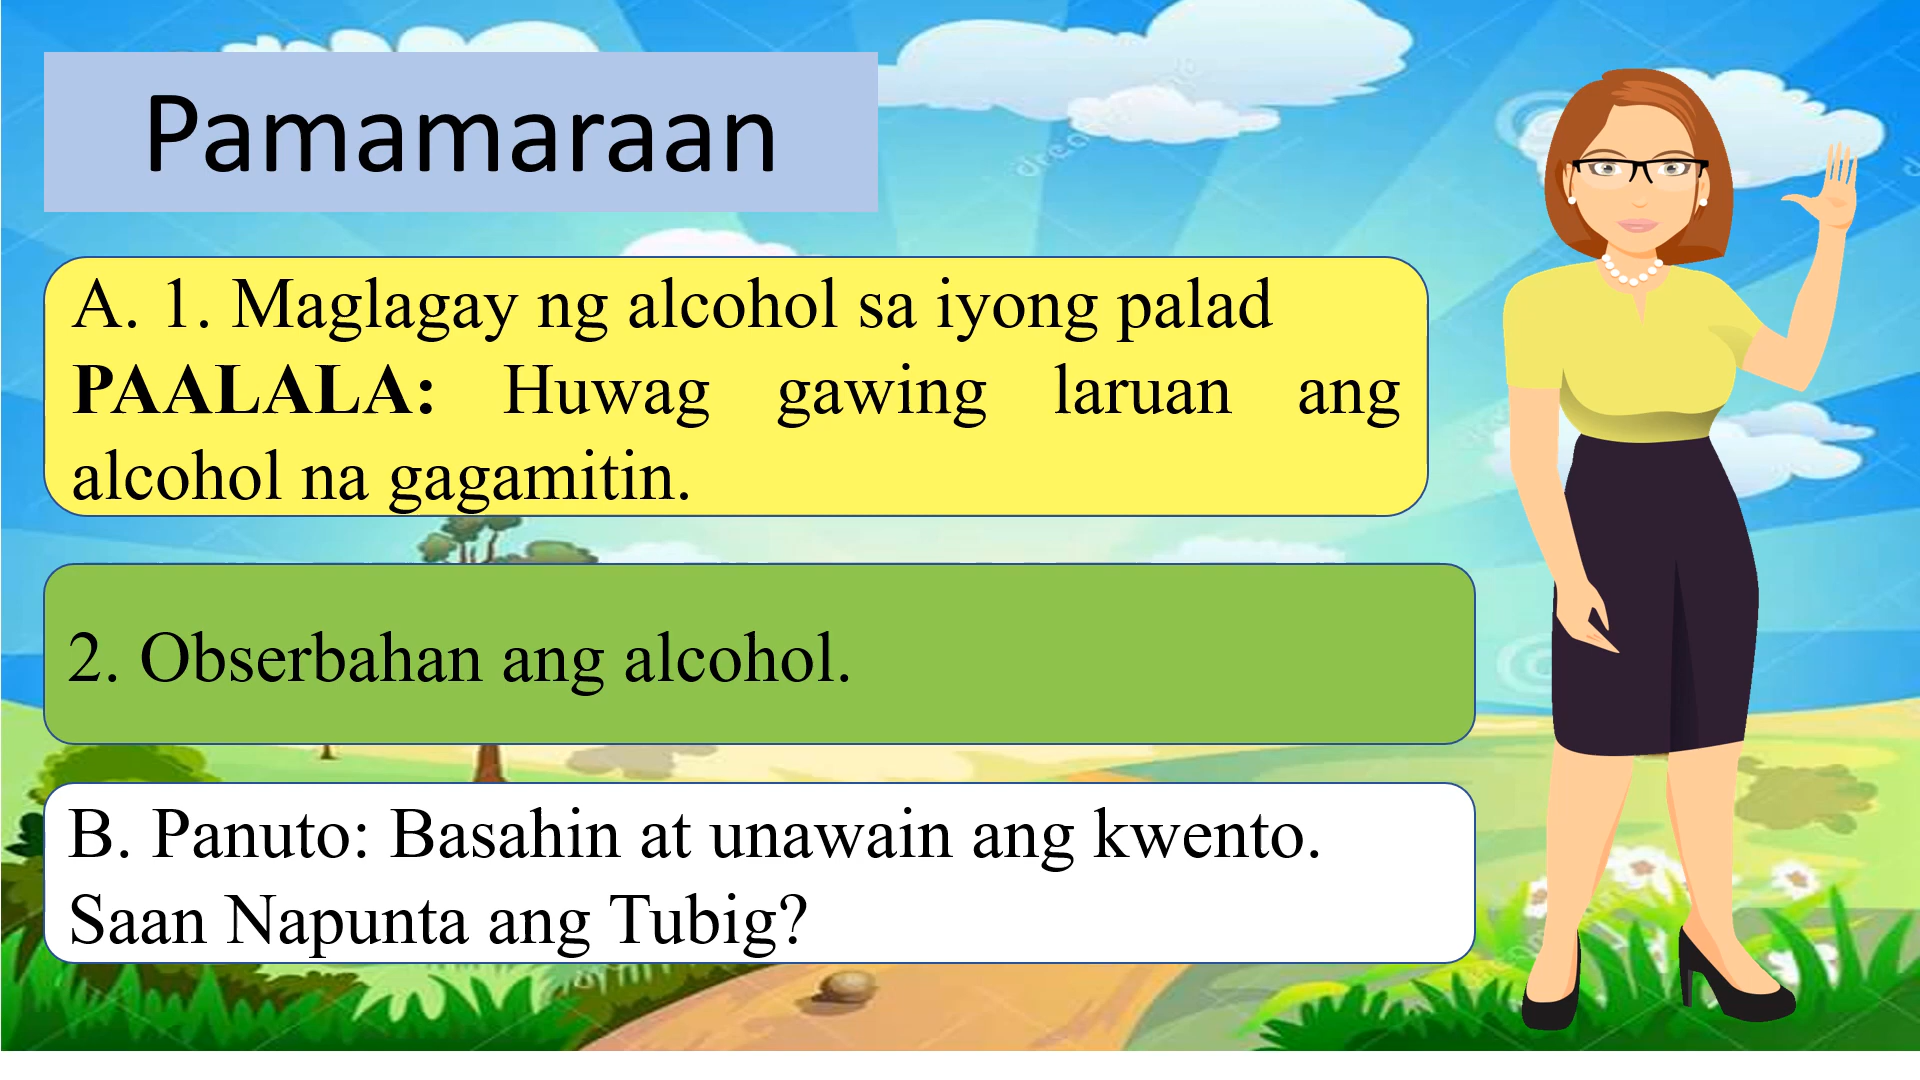 Pamamaraan
A. 1. Maglagay ng alcohol sa iyong palad
PAALALA: Huwag gawing laruan ang
alcohol na gagamitin.
2. Obserbahan ang alcohol.
B. Panuto: Basahin at unawain ang kwento.
Saan Napunta ang Tubig?